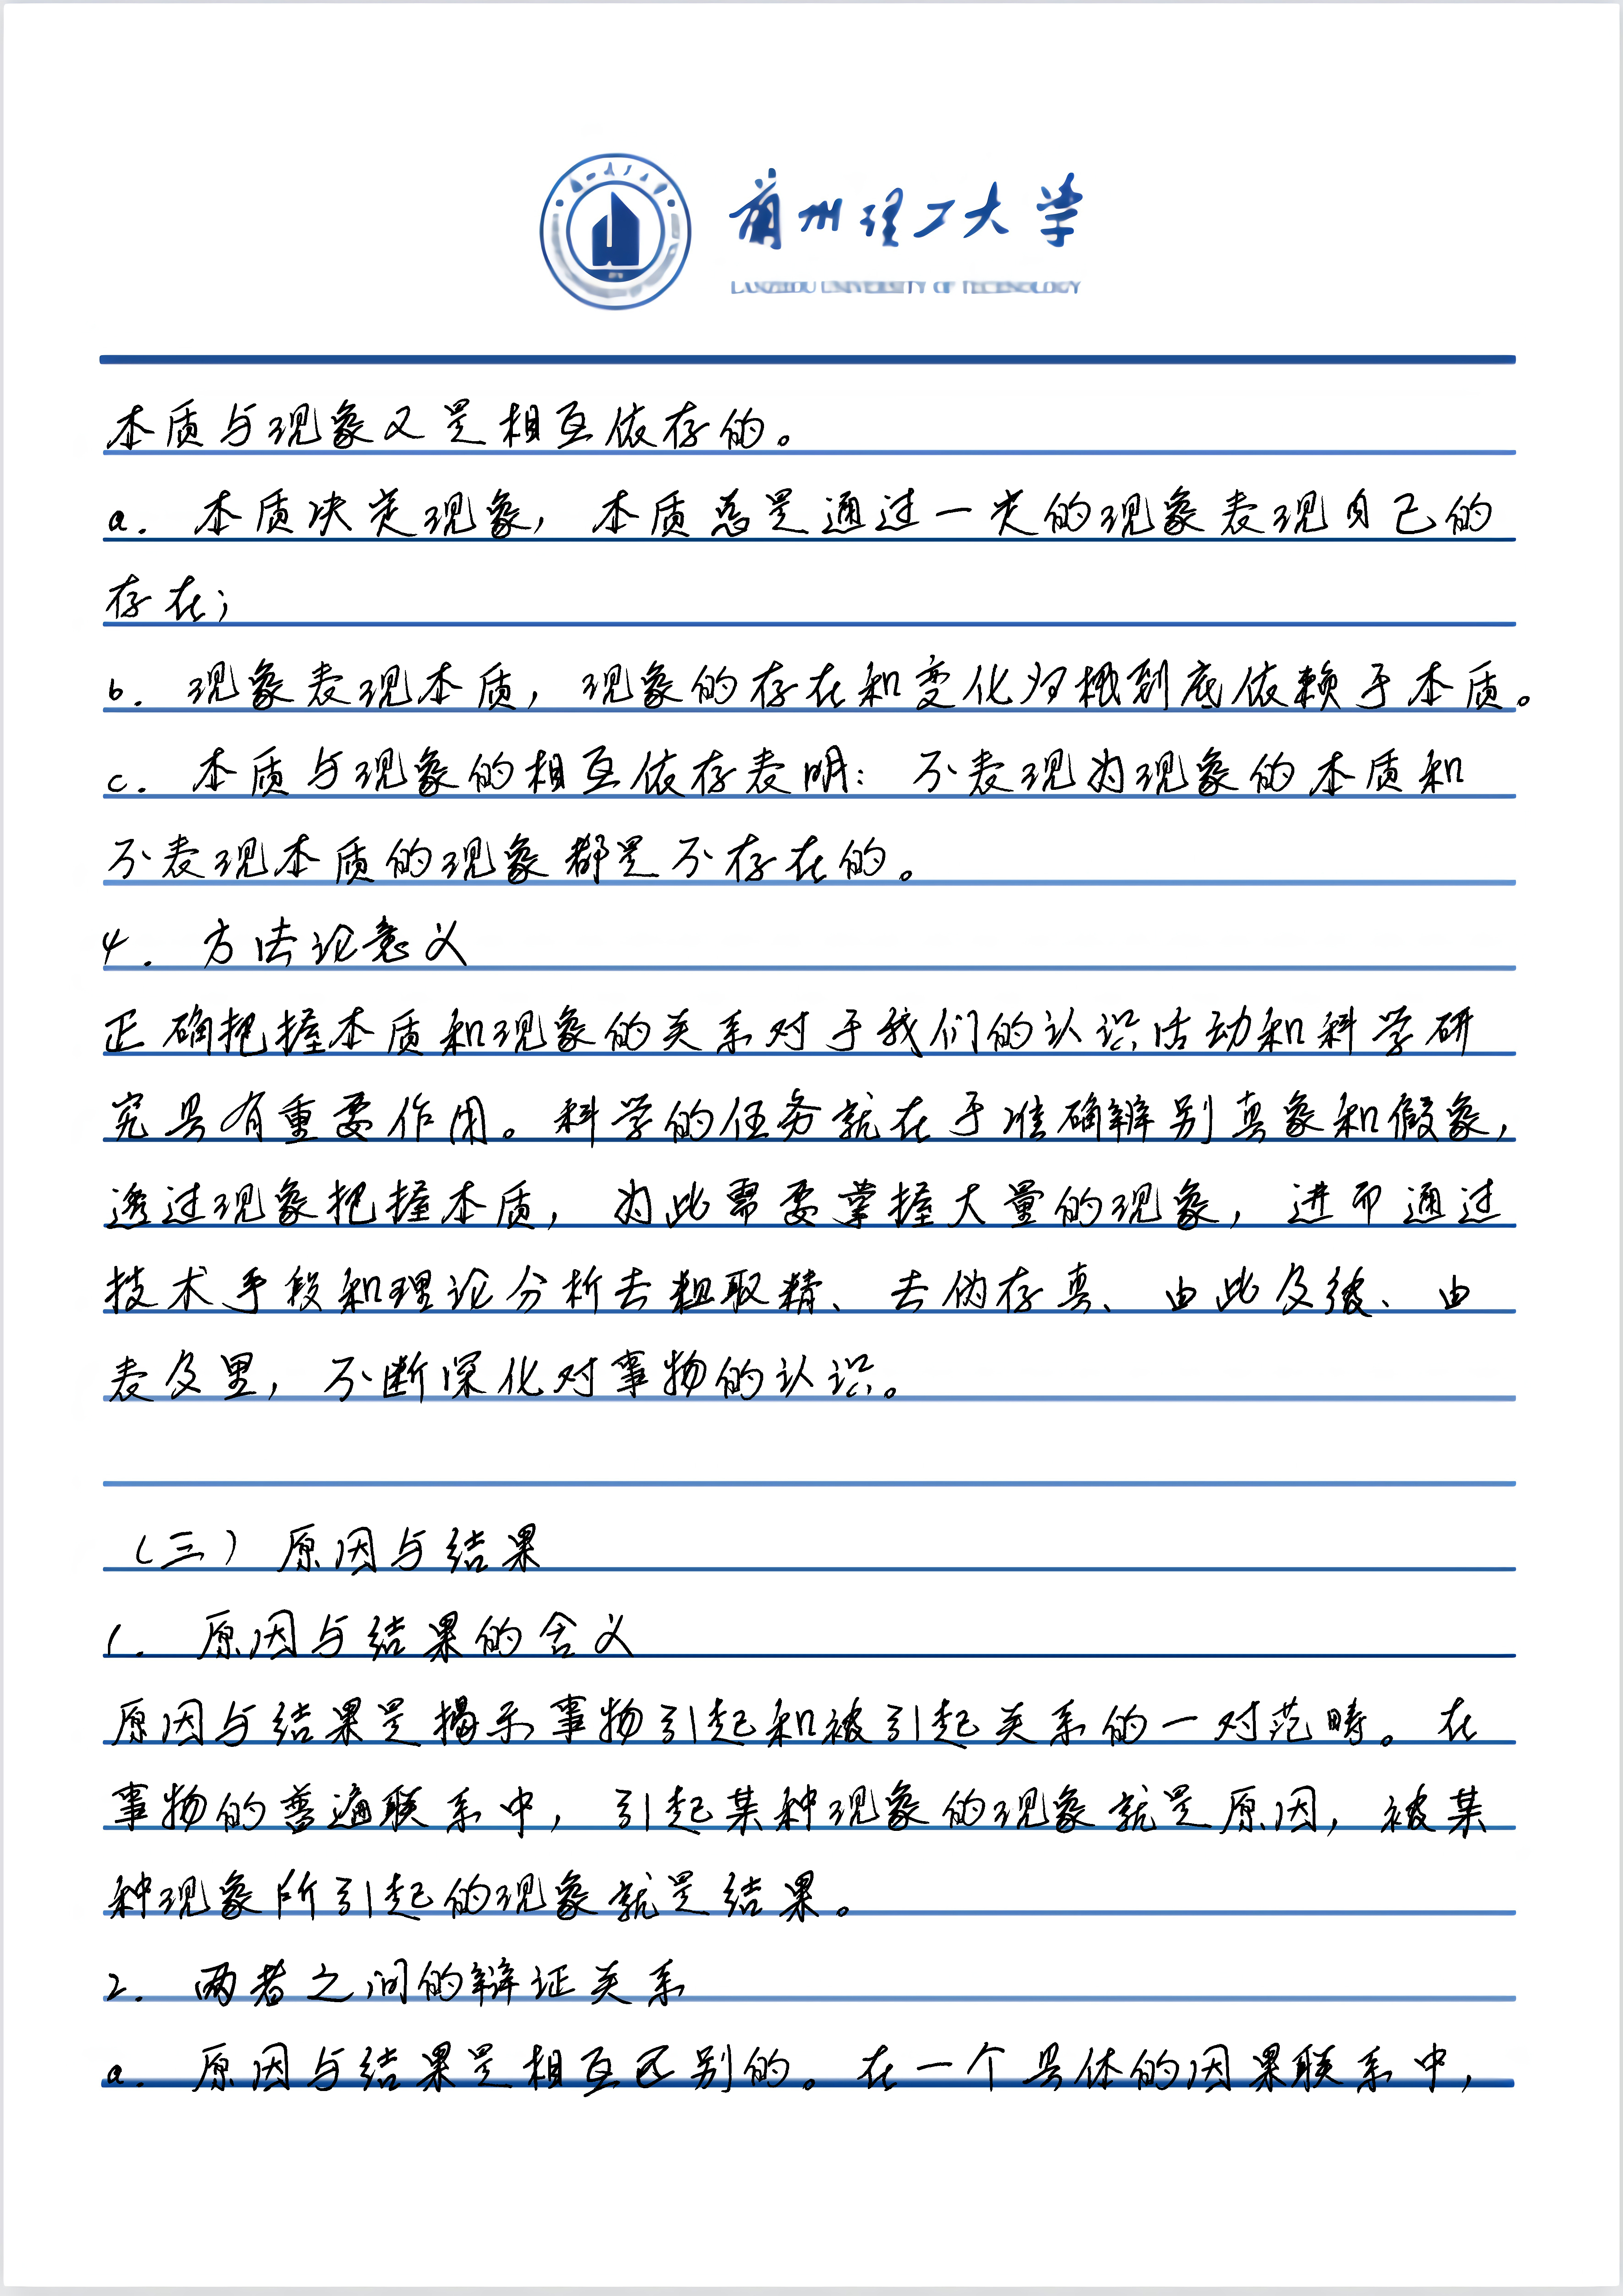 兰州理工大学
LANZHOU UNIVERSITY OF TECHNOLOGY
本质与现象又是相互依存的。
a. 本质决定现象，本质总是通过一定的现象表现自己的
存在；
b. 现象表现本质，现象的存在和变化归根到底依赖于本质。
c. 本质与现象的相互依存表明：不表现为现象的本质和
不表现本质的现象都是不存在的。
4. 方法论意义
正确把握本质和现象的关系对于我们的认识活动和科学研
究具有重要作用。科学的任务就在于准确辨别真象和假象，
透过现象把握本质，为此需要掌握大量的现象，进而通过
技术手段和理论分析去粗取精、去伪存真、由此及彼、由
表及里，不断深化对事物的认识。
（三）原因与结果
1. 原因与结果的含义
原因与结果是揭示事物引起和被引起关系的一对范畴。在
事物的普遍联系中，引起某种现象的现象就是原因，被某
种现象所引起的现象就是结果。
2. 两者之间的辩证关系
a. 原因与结果是相互区别的。在一个具体的因果联系中，